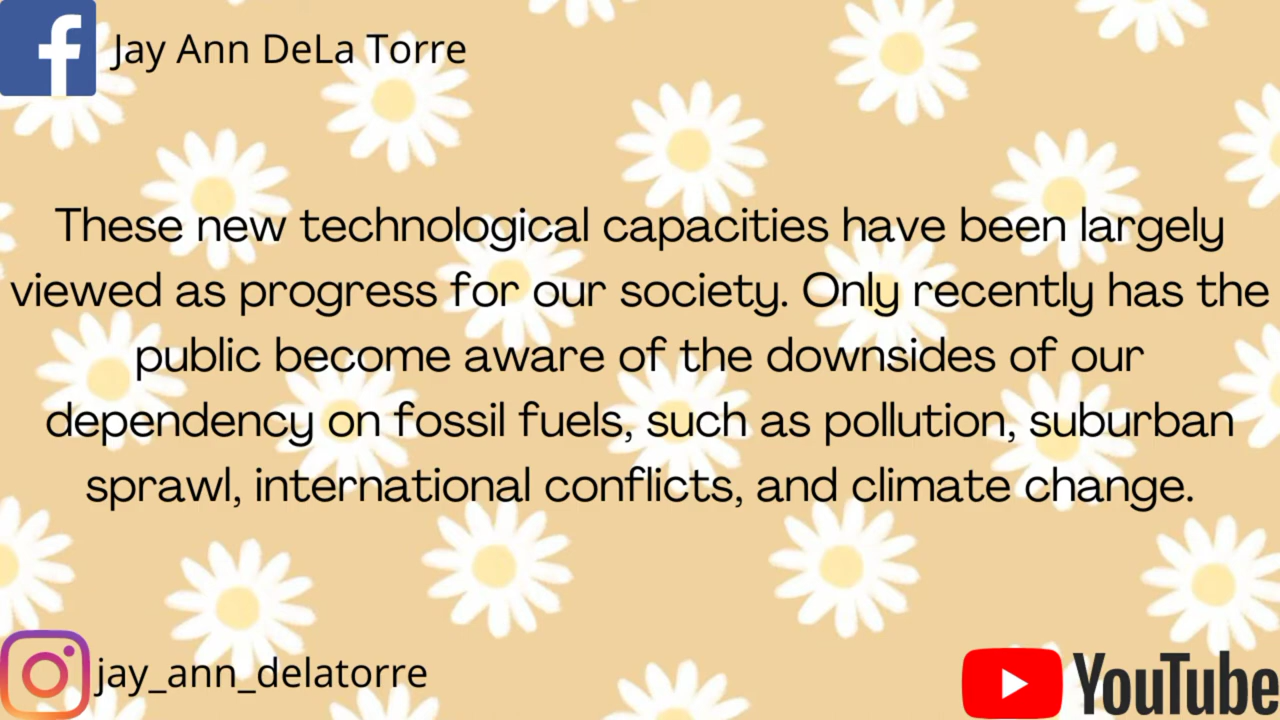 Jay Ann DeLa Torre
These new technological capacities have been largely
viewed as progress for our society. Only recently has the
public become aware of the downsides of our
dependency on fossil fuels, such as pollution, suburban
sprawl, international conflicts, and climate change.
jay_ann_delatorre
YouTube